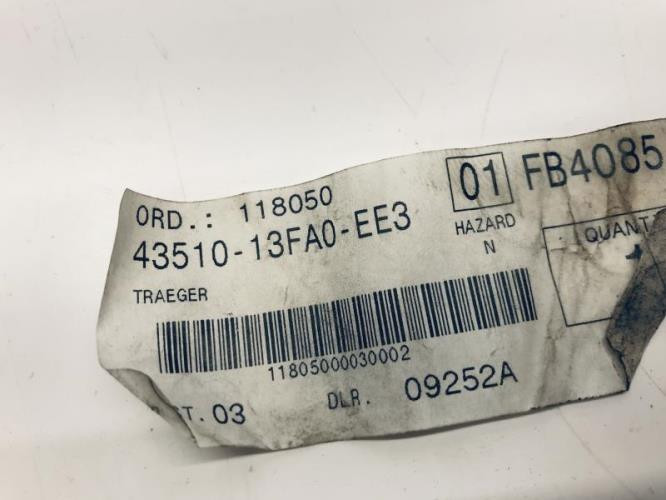 ORD.: 118050
01 FB4085
43510-13FA0-EE3
HAZARD
N
QUANT
TRAEGER
11805000030002
T. 03 DLR. 09252A